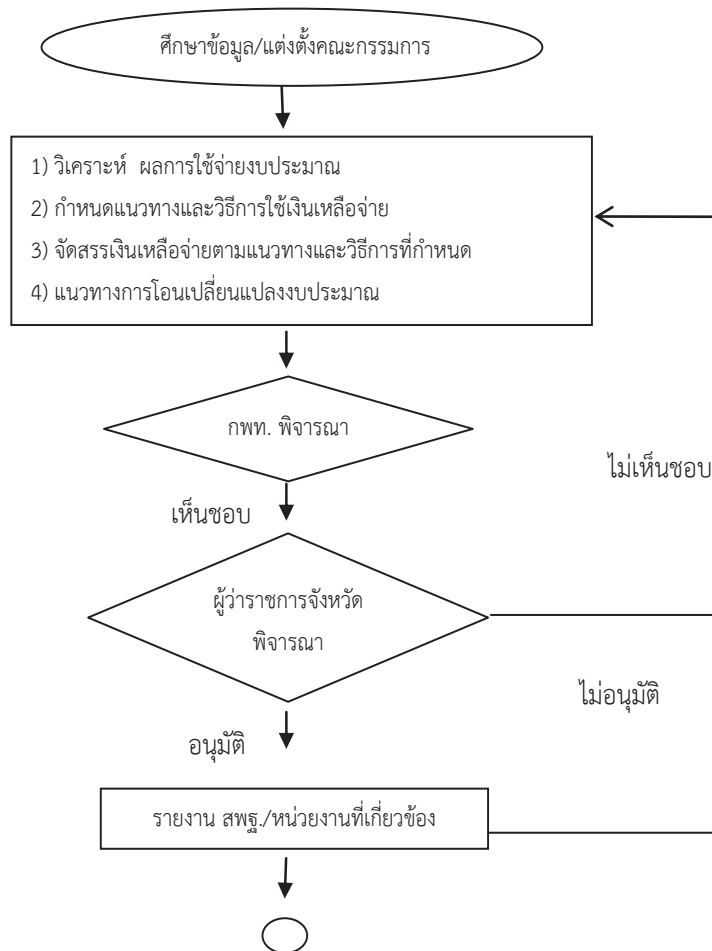 ศึกษาข้อมูล/แต่งตั้งคณะกรรมการ
1) วิเคราะห์ ผลการใช้จ่ายงบประมาณ
2) กำหนดแนวทางและวิธีการใช้เงินเหลือจ่าย
3) จัดสรรเงินเหลือจ่ายตามแนวทางและวิธีการที่กำหนด
4) แนวทางการโอนเปลี่ยนแปลงงบประมาณ
กพท. พิจารณา
ไม่เห็นชอบ
เห็นชอบ
ผู้ว่าราชการจังหวัด
พิจารณา
ไม่อนุมัติ
อนุมัติ
รายงาน สพฐ./หน่วยงานที่เกี่ยวข้อง